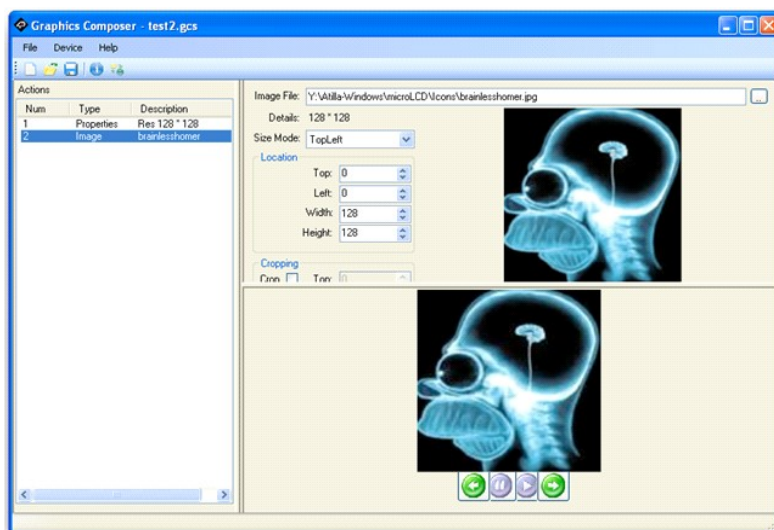 Graphics Composer - test2.gcs
File Device Help
Actions
Num Type Description
1 Properties Res 128 * 128
2 Image brainlesshomer
Image File: Y:\Atilla-Windows\microLCD\Icons\brainlesshomer.jpg ...
Details: 128 * 128
Size Mode: TopLeft
Location
Top: 0
Left: 0
Width: 128
Height: 128
Cropping
Crop Top: 0